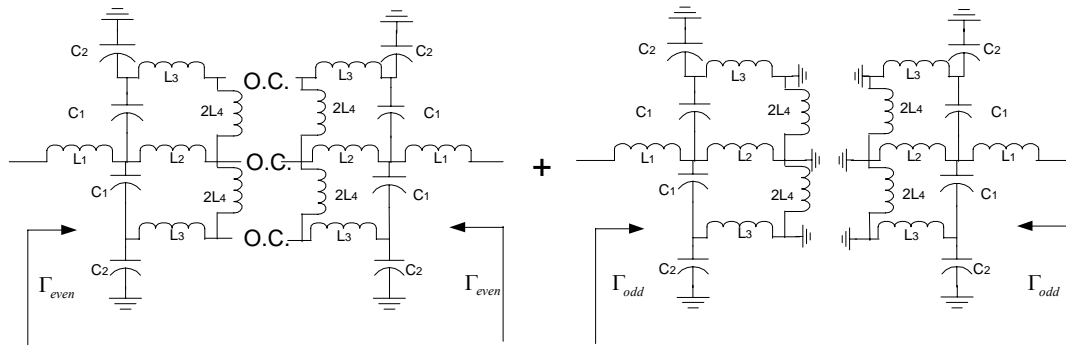 C2 C2 C2 C2
L3 O.C. L3 L3 L3
C1 2L4 2L4 C1 C1 2L4 2L4 C1
L1 L2 O.C. L2 L1 + L1 L2 L2 L1
C1 2L4 2L4 C1 C1 2L4 2L4 C1
L3 O.C. L3 L3 L3
C2 C2 C2 C2
Γeven Γeven Γodd Γodd